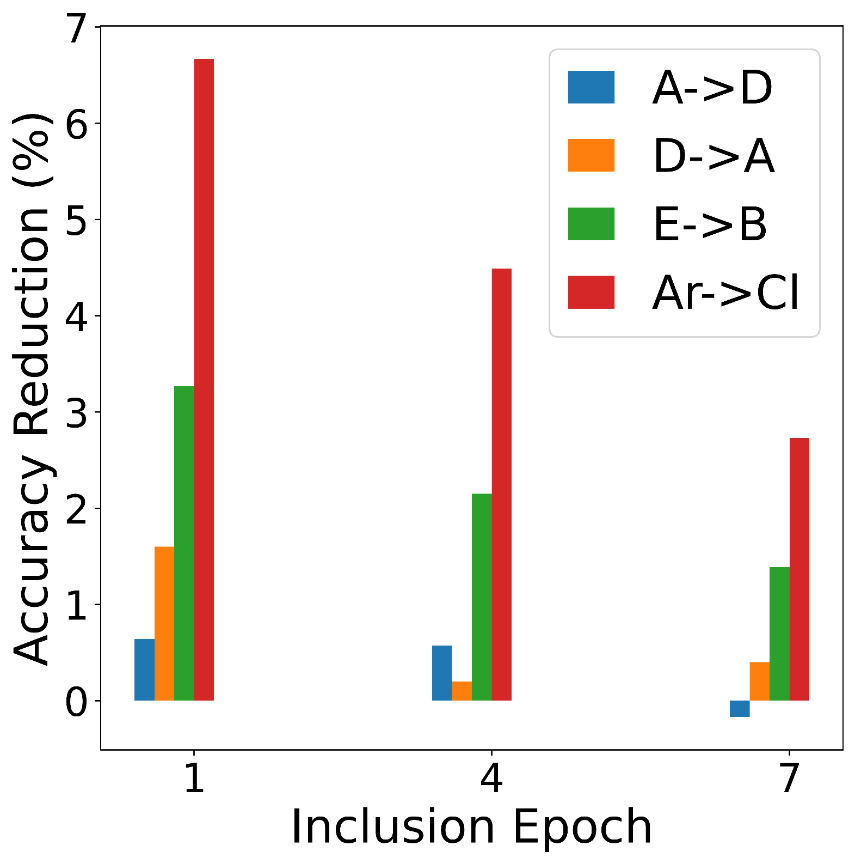 Accuracy Reduction (%)
7
6
5
4
3
2
1
0
A->D
D->A
E->B
Ar->Cl
1 4 7
Inclusion Epoch